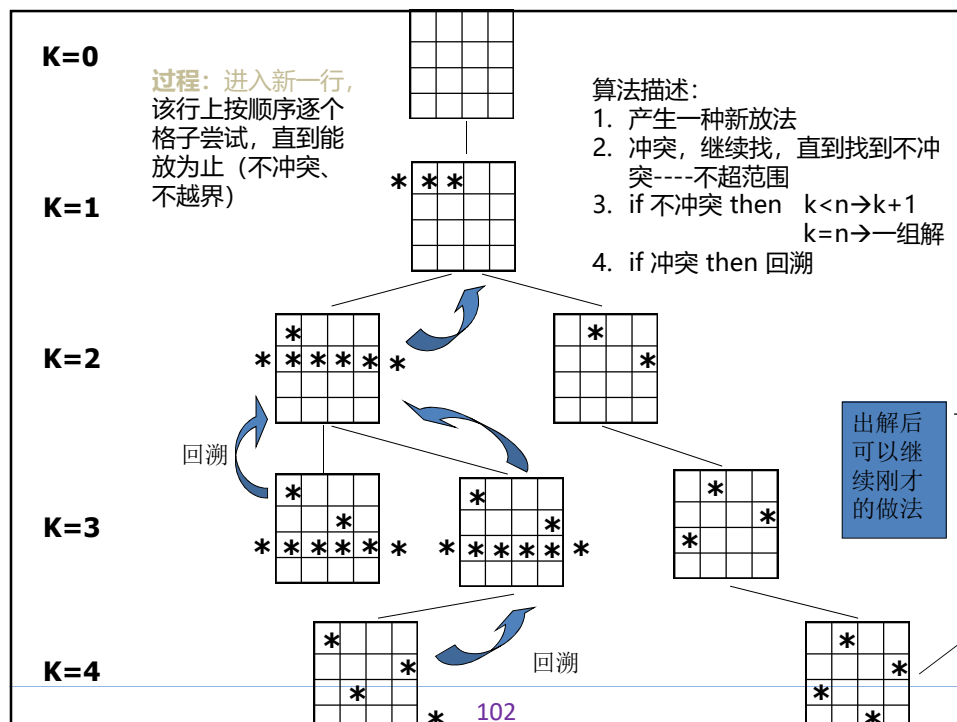 K=0
过程：进入新一行，
该行上按顺序逐个
格子尝试，直到能
放为止（不冲突、
不越界）
算法描述：
1. 产生一种新放法
2. 冲突，继续找，直到找到不冲
突----不超范围
3. if 不冲突 then k<n→k+1
k=n→一组解
4. if 冲突 then 回溯
K=1
* * *
K=2
*
* * * * * * *
*
*
回溯
出解后
可以继
续刚才
的做法
K=3
*
*
* * * * * * *
*
*
* * * * * * *
*
*
*
K=4
*
*
*
*
回溯
*
*
*
*
102